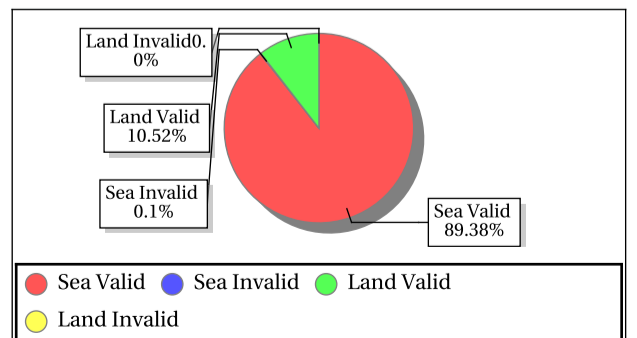 Land Invalid0.
0%
Land Valid
10.52%
Sea Invalid
0.1%
Sea Valid
89.38%
Sea Valid Sea Invalid Land Valid
Land Invalid